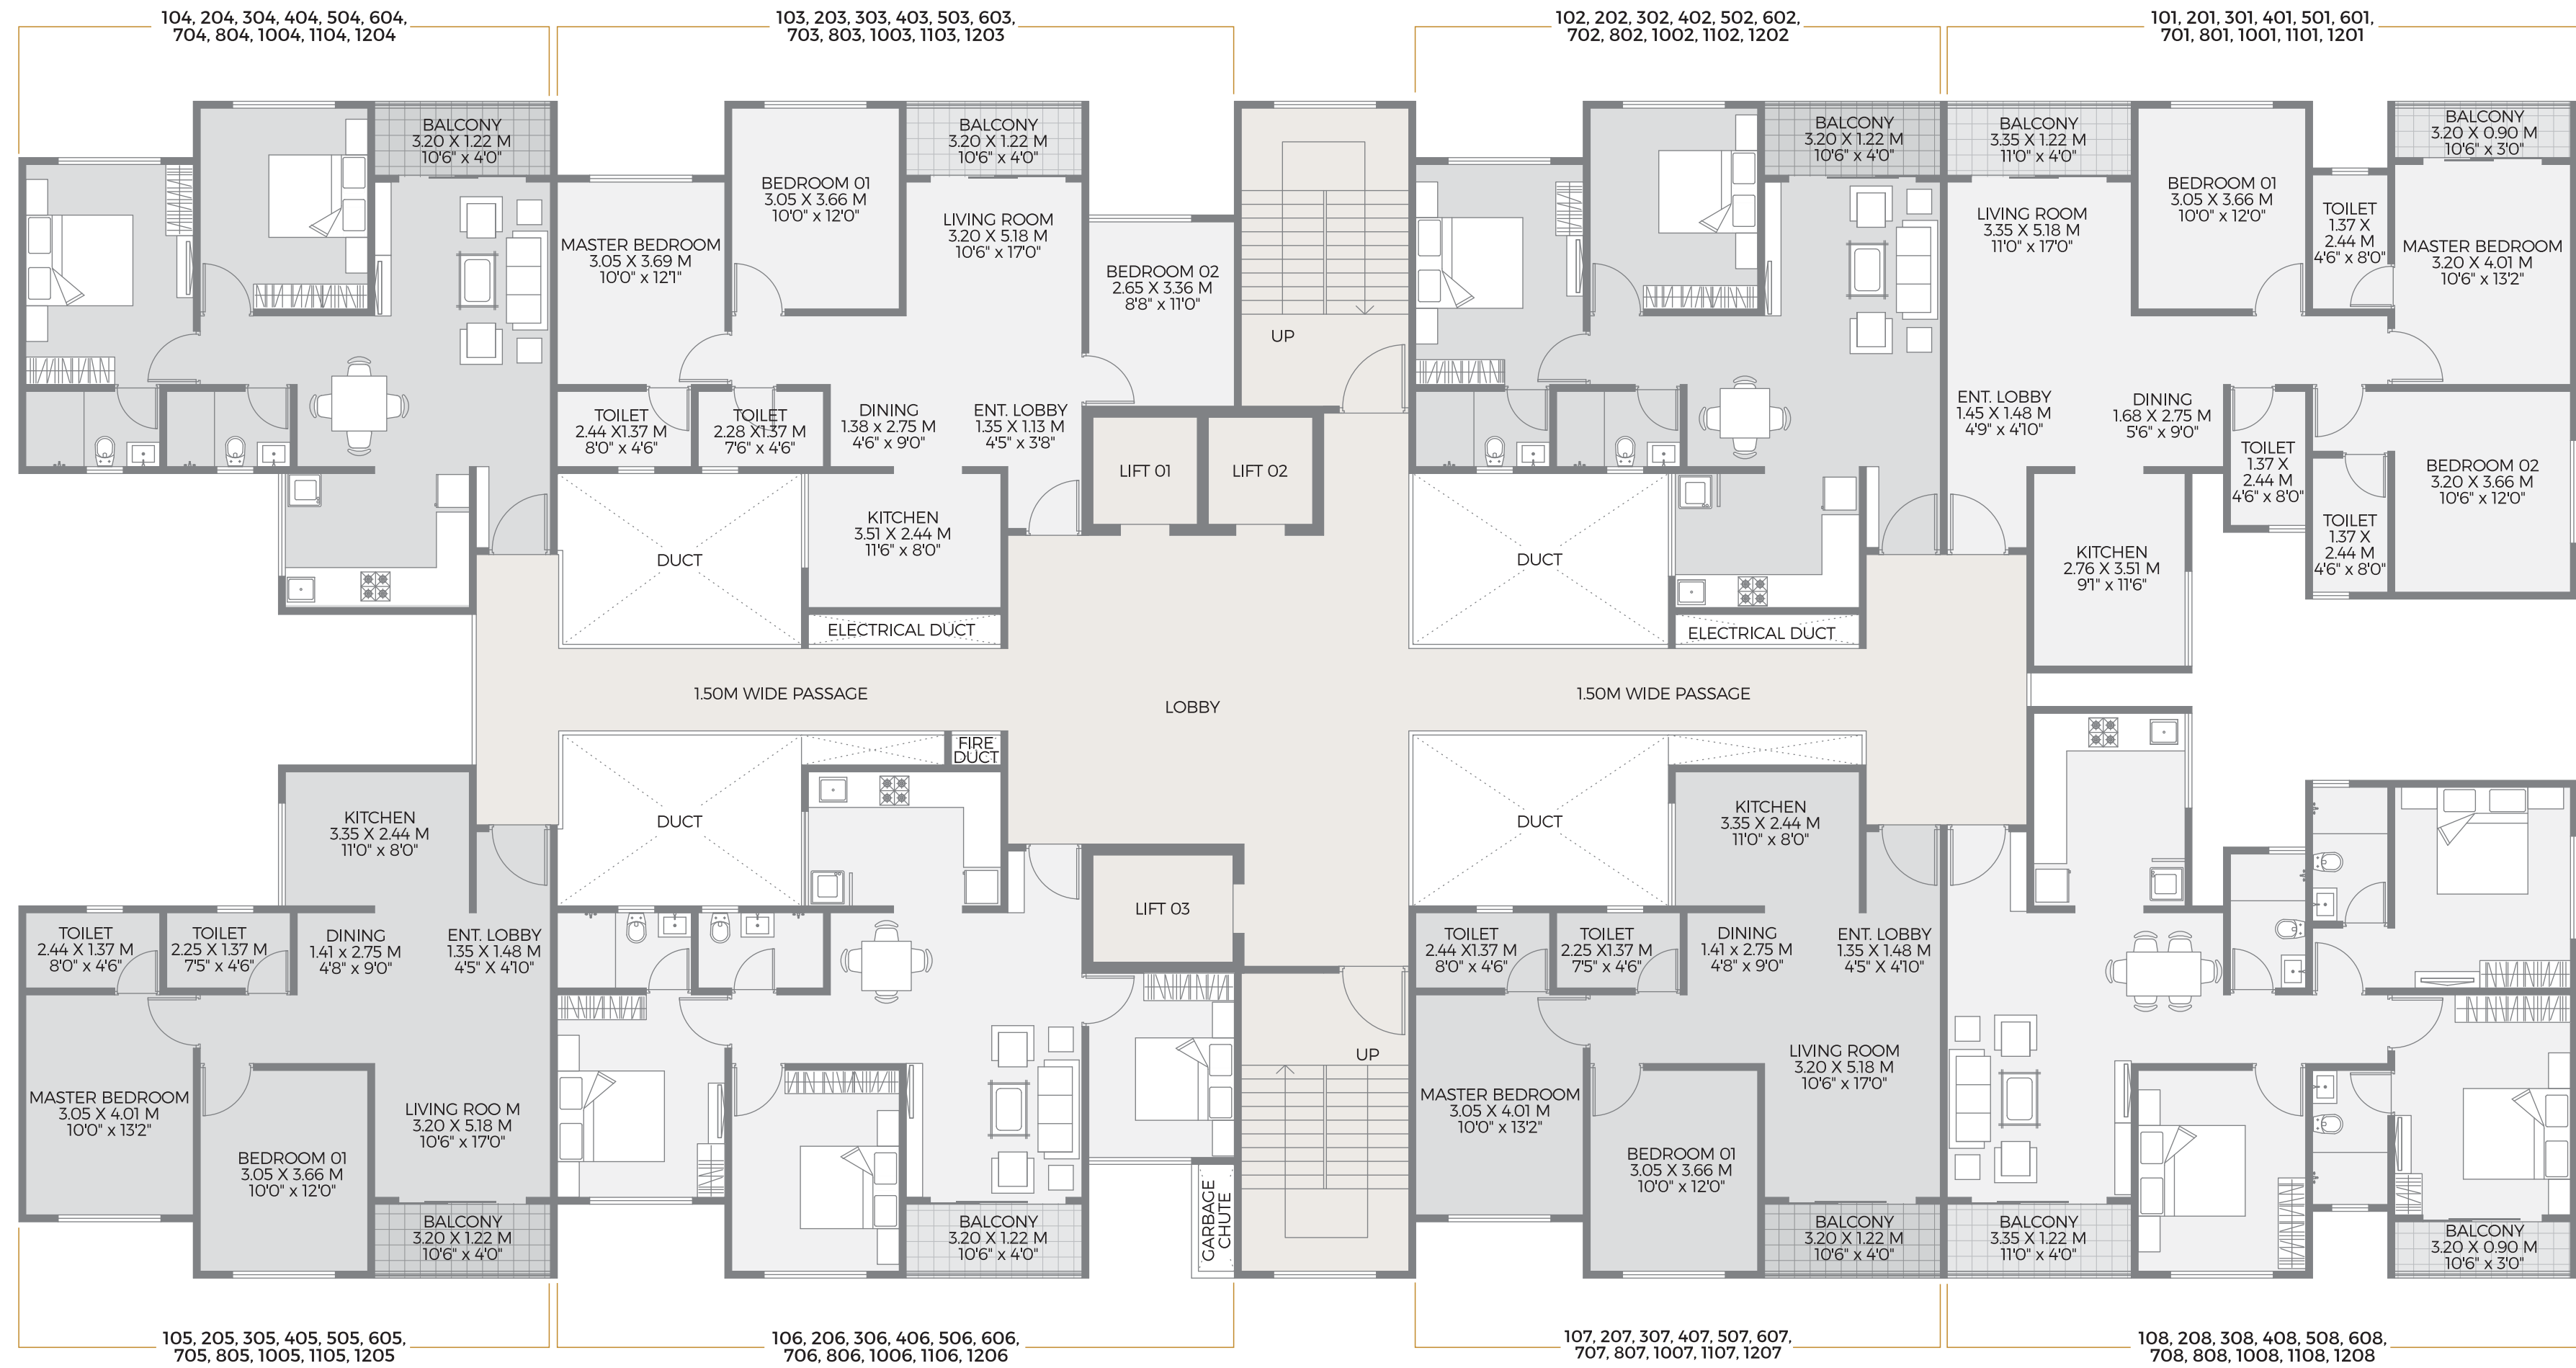 104, 204, 304, 404, 504, 604,
704, 804, 1004, 1104, 1204
103, 203, 303, 403, 503, 603,
703, 803, 1003, 1103, 1203
102, 202, 302, 402, 502, 602,
702, 802, 1002, 1102, 1202
101, 201, 301, 401, 501, 601,
701, 801, 1001, 1101, 1201
BALCONY
3.20 X 1.22 M
10'6" x 4'0"
MASTER BEDROOM
3.05 X 3.69 M
10'0" x 12'1"
BEDROOM 01
3.05 X 3.66 M
10'0" x 12'0"
BALCONY
3.20 X 1.22 M
10'6" x 4'0"
LIVING ROOM
3.20 X 5.18 M
10'6" x 17'0"
BEDROOM 02
2.65 X 3.36 M
8'8" x 11'0"
UP
BALCONY
3.20 X 1.22 M
10'6" x 4'0"
BALCONY
3.35 X 1.22 M
11'0" x 4'0"
LIVING ROOM
3.35 X 5.18 M
11'0" x 17'0"
BEDROOM 01
3.05 X 3.66 M
10'0" x 12'0"
TOILET
1.37 X
2.44 M
4'6" x 8'0"
BALCONY
3.20 X 0.90 M
10'6" x 3'0"
MASTER BEDROOM
3.20 X 4.01 M
10'6" x 13'2"
TOILET
2.44 X1.37 M
8'0" x 4'6"
TOILET
2.28 X1.37 M
7'6" x 4'6"
DINING
1.38 x 2.75 M
4'6" x 9'0"
ENT. LOBBY
1.35 X 1.13 M
4'5" x 3'8"
LIFT 01
LIFT 02
ENT. LOBBY
1.45 X 1.48 M
4'9" x 4'10"
DINING
1.68 X 2.75 M
5'6" x 9'0"
TOILET
1.37 X
2.44 M
4'6" x 8'0"
TOILET
1.37 X
2.44 M
4'6" x 8'0"
BEDROOM 02
3.20 X 3.66 M
10'6" x 12'0"
DUCT
KITCHEN
3.51 X 2.44 M
11'6" x 8'0"
ELECTRICAL DUCT
DUCT
ELECTRICAL DUCT
KITCHEN
2.76 X 3.51 M
9'1" x 11'6"
1.50M WIDE PASSAGE
LOBBY
1.50M WIDE PASSAGE
KITCHEN
3.35 X 2.44 M
11'0" x 8'0"
DUCT
FIRE
DUCT
DUCT
KITCHEN
3.35 X 2.44 M
11'0" x 8'0"
TOILET
2.44 X 1.37 M
8'0" x 4'6"
TOILET
2.25 X 1.37 M
7'5" x 4'6"
DINING
1.41 x 2.75 M
4'8" x 9'0"
ENT. LOBBY
1.35 X 1.48 M
4'5" X 4'10"
LIFT 03
TOILET
2.44 X1.37 M
8'0" x 4'6"
TOILET
2.25 X1.37 M
7'5" x 4'6"
DINING
1.41 x 2.75 M
4'8" x 9'0"
ENT. LOBBY
1.35 X 1.48 M
4'5" X 4'10"
MASTER BEDROOM
3.05 X 4.01 M
10'0" x 13'2"
BEDROOM 01
3.05 X 3.66 M
10'0" x 12'0"
LIVING ROO M
3.20 X 5.18 M
10'6" x 17'0"
BALCONY
3.20 X 1.22 M
10'6" x 4'0"
BALCONY
3.20 X 1.22 M
10'6" x 4'0"
GARBAGE
CHUTE
UP
MASTER BEDROOM
3.05 X 4.01 M
10'0" x 13'2"
BEDROOM 01
3.05 X 3.66 M
10'0" x 12'0"
LIVING ROOM
3.20 X 5.18 M
10'6" x 17'0"
BALCONY
3.20 X 1.22 M
10'6" x 4'0"
BALCONY
3.35 X 1.22 M
11'0" x 4'0"
BALCONY
3.20 X 0.90 M
10'6" x 3'0"
105, 205, 305, 405, 505, 605,
705, 805, 1005, 1105, 1205
106, 206, 306, 406, 506, 606,
706, 806, 1006, 1106, 1206
107, 207, 307, 407, 507, 607,
707, 807, 1007, 1107, 1207
108, 208, 308, 408, 508, 608,
708, 808, 1008, 1108, 1208